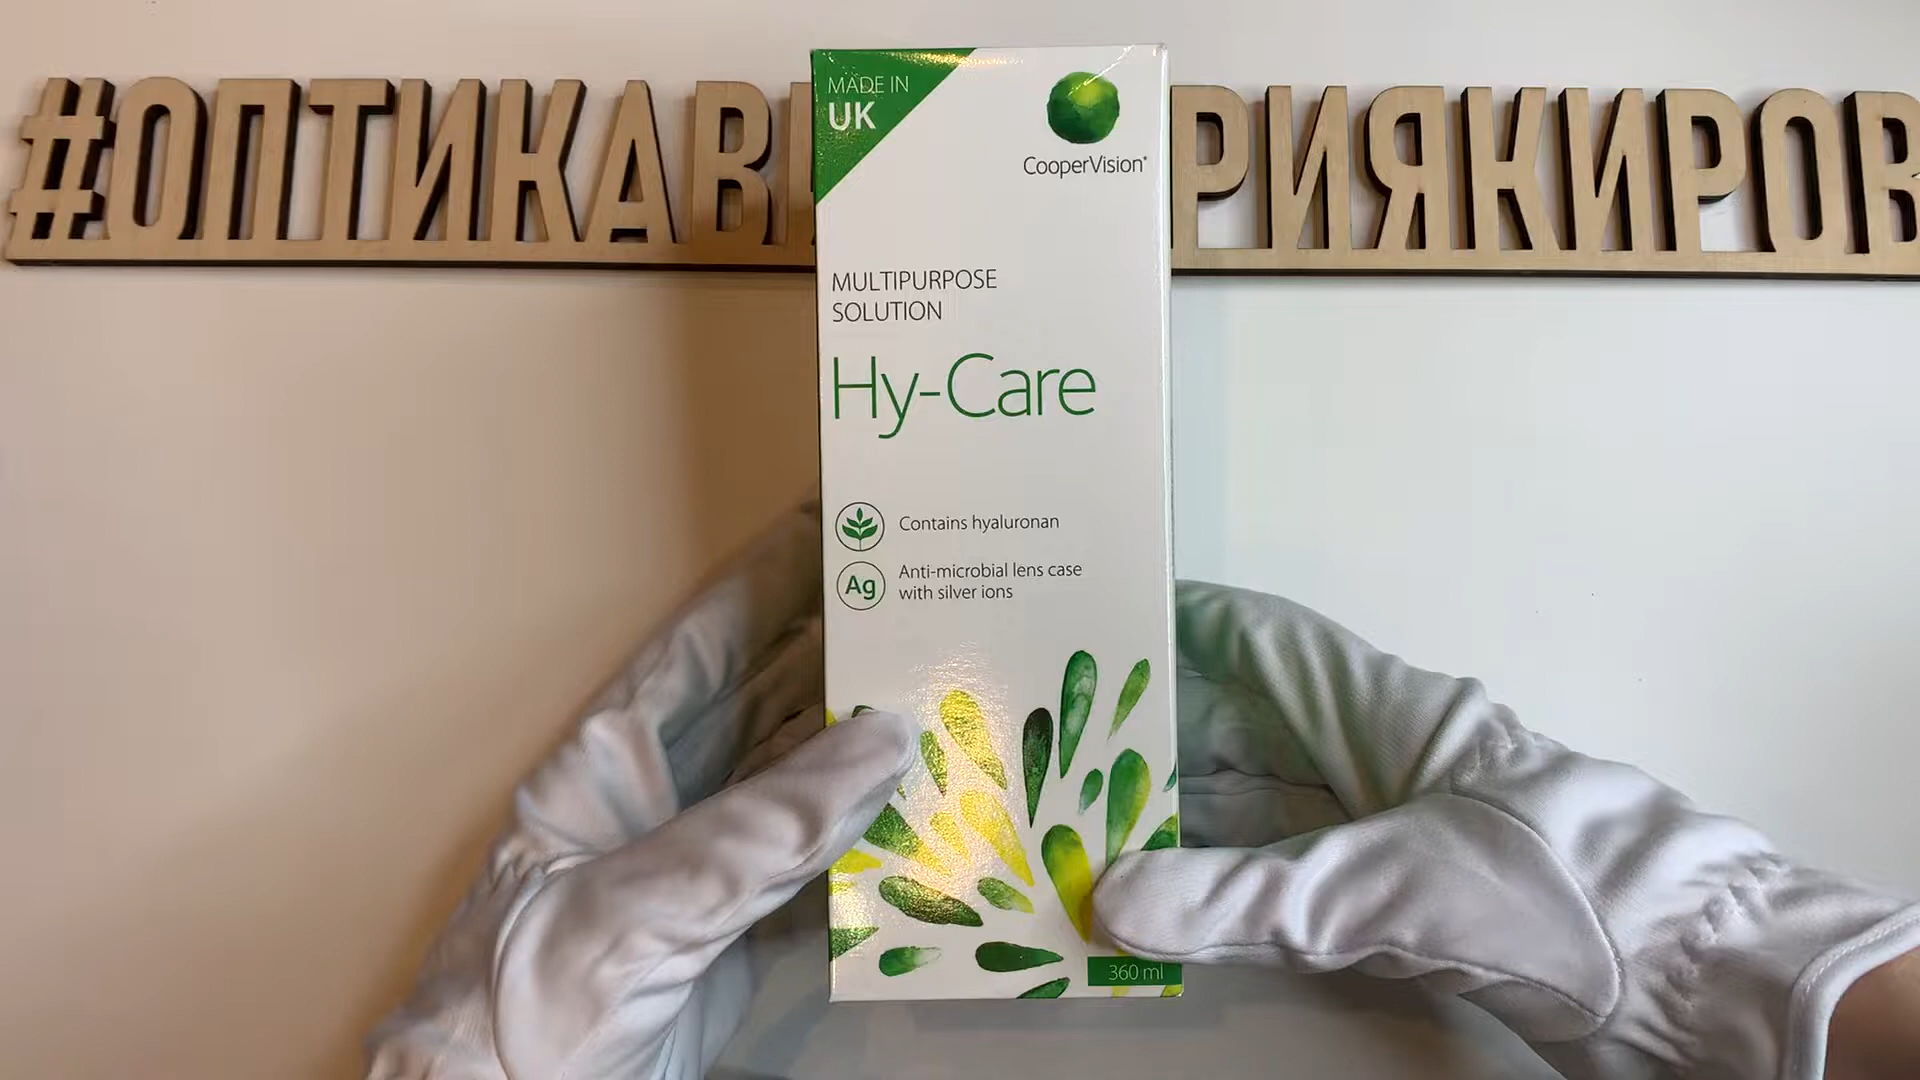 #ОПТИКАВ РИЯКИРОВ
MADE IN
UK
CooperVision®
MULTIPURPOSE
SOLUTION
Hy-Care
Contains hyaluronan
Ag
Anti-microbial lens case
with silver ions
360 ml